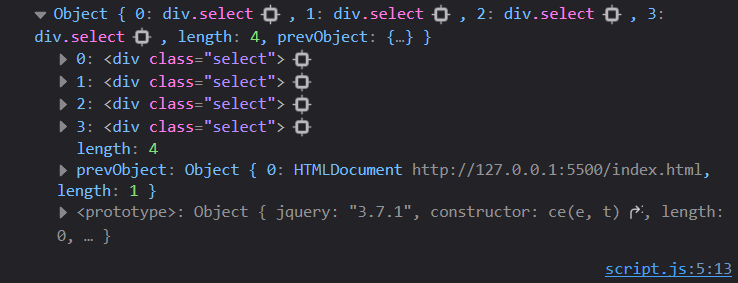 Object { 0: div.select , 1: div.select , 2: div.select , 3:
div.select , length: 4, prevObject: {…} }
0: <div class="select">
1: <div class="select">
2: <div class="select">
3: <div class="select">
length: 4
prevObject: Object { 0: HTMLDocument http://127.0.0.1:5500/index.html,
length: 1 }
<prototype>: Object { jquery: "3.7.1", constructor: ce(e, t), length:
0, … }
script.js:5:13